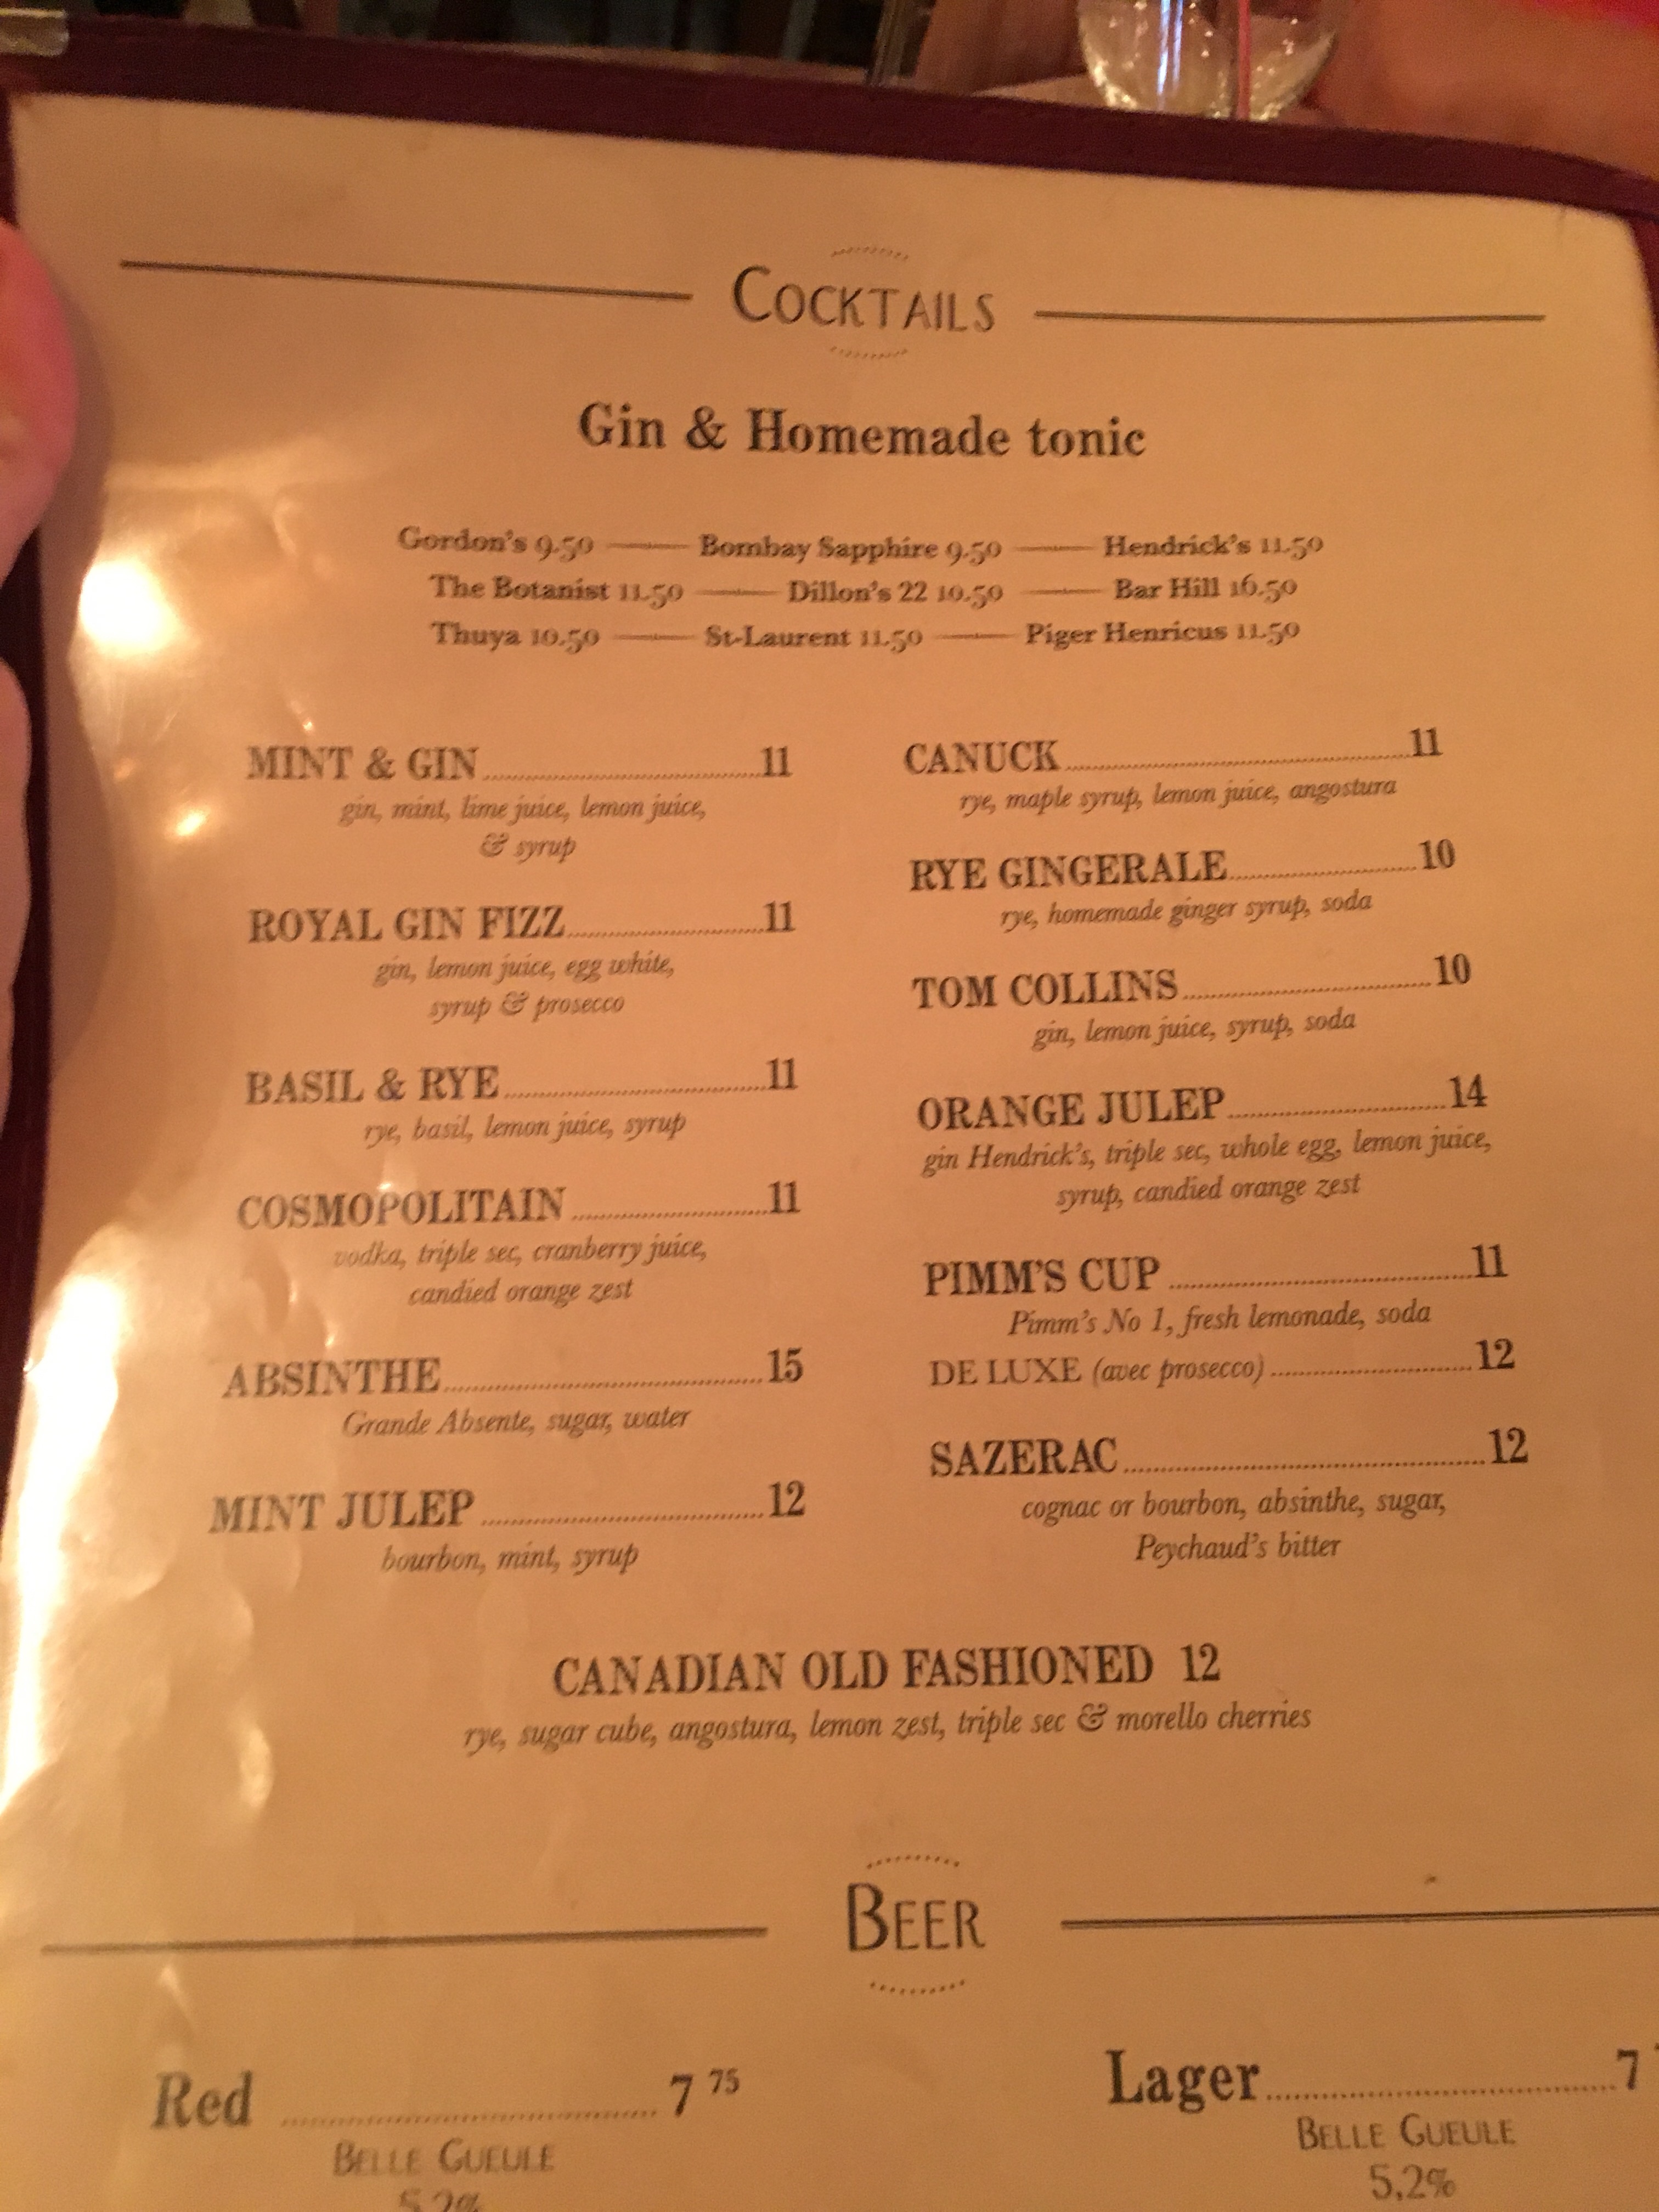 COCKTAILS
Gin & Homemade tonic
Gordon's 9.50 Bombay Sapphire 9.50 Hendrick's 11.50
The Botanist 11.50 Dillon's 22 10.50 Bar Hill 16.50
Thuya 10.50 St-Laurent 11.50 Piger Henricus 11.50
MINT & GIN 11
gin, mint, lime juice, lemon juice,
& syrup
ROYAL GIN FIZZ 11
gin, lemon juice, egg white,
syrup & prosecco
BASIL & RYE 11
rye, basil, lemon juice, syrup
COSMOPOLITAIN 11
vodka, triple sec, cranberry juice,
candied orange zest
ABSINTHE 15
Grande Absente, sugar, water
MINT JULEP 12
bourbon, mint, syrup
CANUCK 11
rye, maple syrup, lemon juice, angostura
RYE GINGERALE 10
rye, homemade ginger syrup, soda
TOM COLLINS 10
gin, lemon juice, syrup, soda
ORANGE JULEP 14
gin Hendrick's, triple sec, whole egg, lemon juice,
syrup, candied orange zest
PIMM'S CUP 11
Pimm's No 1, fresh lemonade, soda
DE LUXE (avec prosecco) 12
SAZERAC 12
cognac or bourbon, absinthe, sugar,
Peychaud's bitter
CANADIAN OLD FASHIONED 12
rye, sugar cube, angostura, lemon zest, triple sec & morello cherries
BEER
Red 7 75
BELLE GUEULE
5,2%
Lager 7
BELLE GUEULE
5,2%